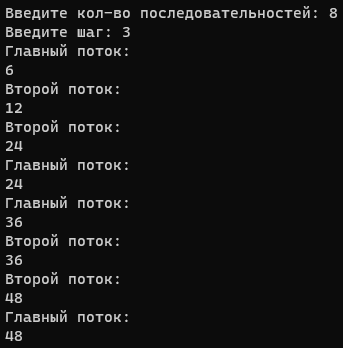 Введите кол-во последовательностей: 8
Введите шаг: 3
Главный поток:
6
Второй поток:
12
Второй поток:
24
Главный поток:
24
Главный поток:
36
Второй поток:
36
Второй поток:
48
Главный поток:
48